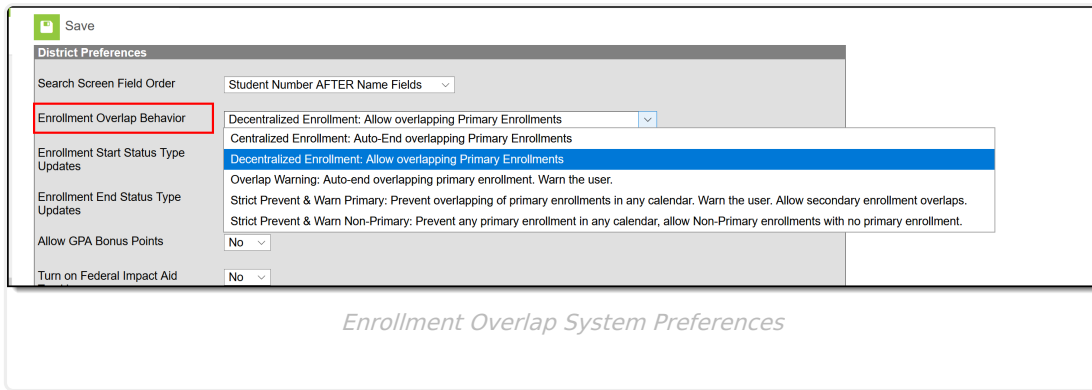 Save
District Preferences
Search Screen Field Order
Student Number AFTER Name Fields
Enrollment Overlap Behavior
Decentralized Enrollment: Allow overlapping Primary Enrollments
Centralized Enrollment: Auto-End overlapping Primary Enrollments
Decentralized Enrollment: Allow overlapping Primary Enrollments
Overlap Warning: Auto-end overlapping primary enrollment. Warn the user.
Strict Prevent & Warn Primary: Prevent overlapping of primary enrollments in any calendar. Warn the user. Allow secondary enrollment overlaps.
Strict Prevent & Warn Non-Primary: Prevent any primary enrollment in any calendar, allow Non-Primary enrollments with no primary enrollment.
Enrollment Start Status Type
Updates
Enrollment End Status Type
Updates
Allow GPA Bonus Points
No
Turn on Federal Impact Aid
No
Enrollment Overlap System Preferences